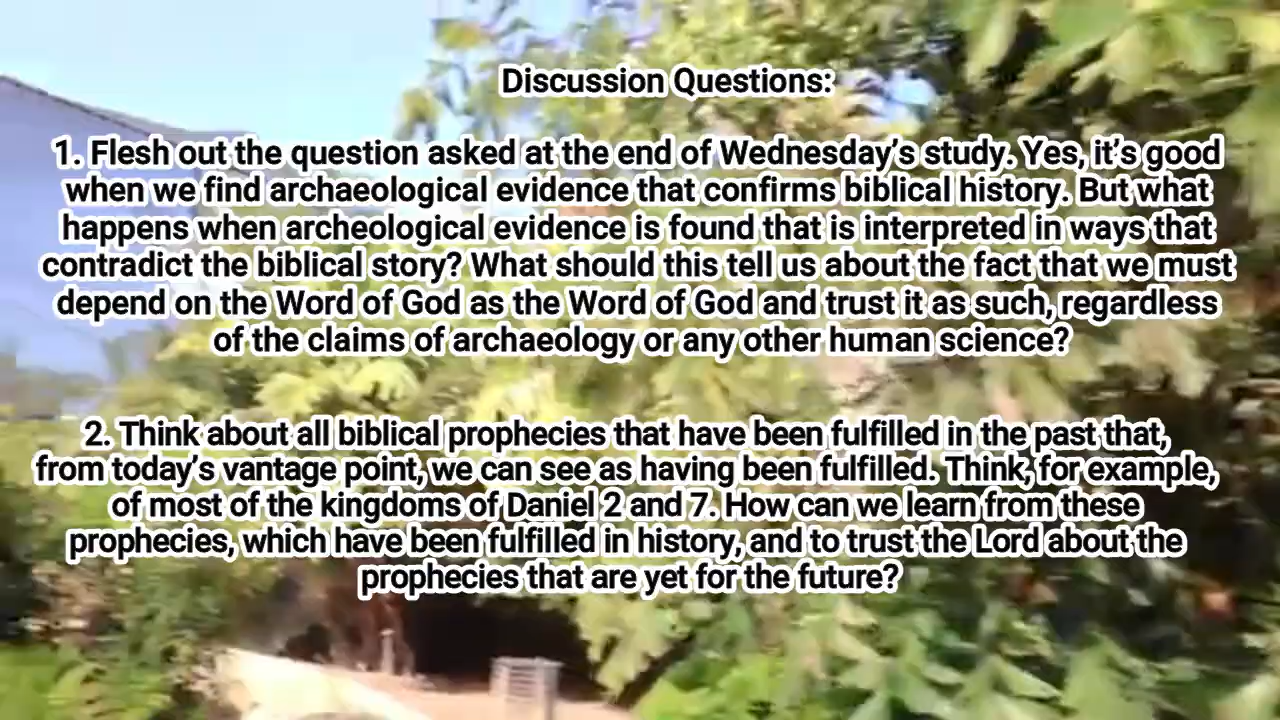 Discussion Questions:
1. Flesh out the question asked at the end of Wednesday’s study. Yes, it’s good
when we find archaeological evidence that confirms biblical history. But what
happens when archeological evidence is found that is interpreted in ways that
contradict the biblical story? What should this tell us about the fact that we must
depend on the Word of God as the Word of God and trust it as such, regardless
of the claims of archaeology or any other human science?
2. Think about all biblical prophecies that have been fulfilled in the past that,
from today’s vantage point, we can see as having been fulfilled. Think, for example,
of most of the kingdoms of Daniel 2 and 7. How can we learn from these
prophecies, which have been fulfilled in history, and to trust the Lord about the
prophecies that are yet for the future?